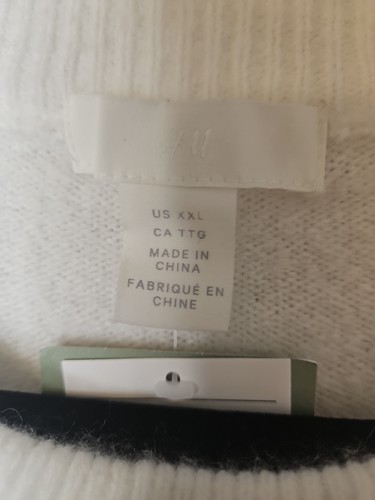 US XXL
CA TTG
MADE IN
CHINA
FABRIQUÉ EN
CHINE